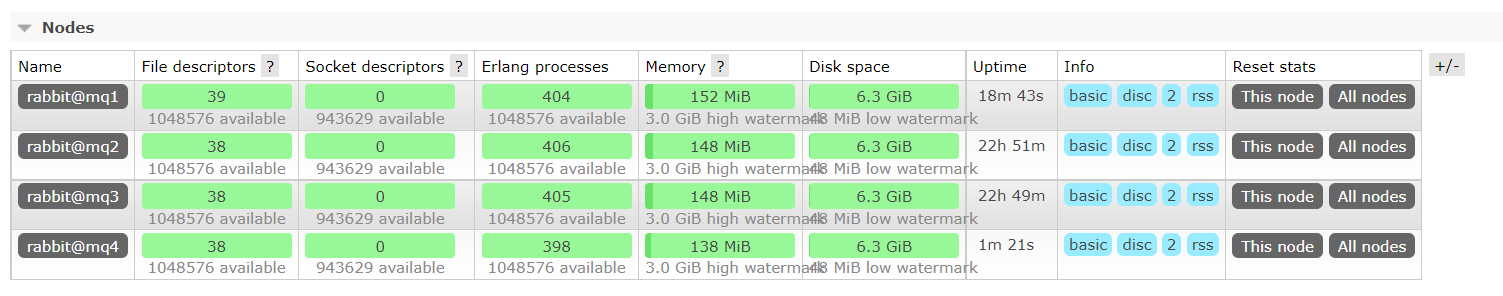 Nodes
Name File descriptors ? Socket descriptors ? Erlang processes Memory ? Disk space Uptime Info Reset stats +/-
rabbit@mq1 39 0 404 152 MiB 6.3 GiB 18m 43s basic disc 2 rss This node All nodes
1048576 available 943629 available 1048576 available 3.0 GiB high watermark 48 MiB low watermark
rabbit@mq2 38 0 406 148 MiB 6.3 GiB 22h 51m basic disc 2 rss This node All nodes
1048576 available 943629 available 1048576 available 3.0 GiB high watermark 48 MiB low watermark
rabbit@mq3 38 0 405 148 MiB 6.3 GiB 22h 49m basic disc 2 rss This node All nodes
1048576 available 943629 available 1048576 available 3.0 GiB high watermark 48 MiB low watermark
rabbit@mq4 38 0 398 138 MiB 6.3 GiB 1m 21s basic disc 2 rss This node All nodes
1048576 available 943629 available 1048576 available 3.0 GiB high watermark 48 MiB low watermark